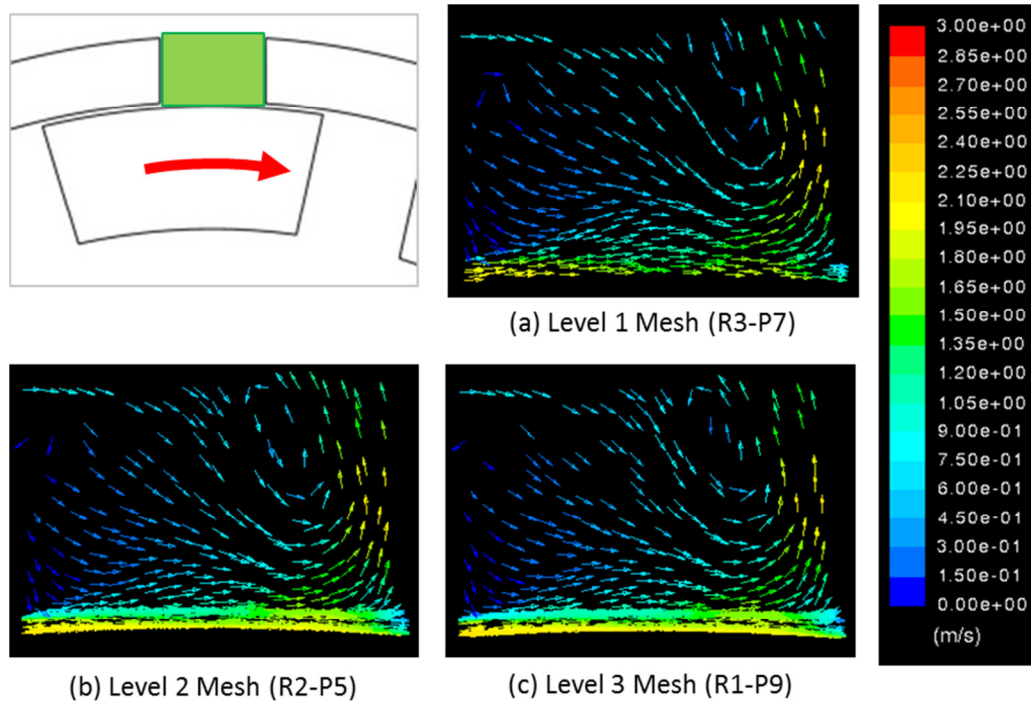 (a) Level 1 Mesh (R3-P7)
(b) Level 2 Mesh (R2-P5)
(c) Level 3 Mesh (R1-P9)
3.00e+00
2.85e+00
2.70e+00
2.55e+00
2.40e+00
2.25e+00
2.10e+00
1.95e+00
1.80e+00
1.65e+00
1.50e+00
1.35e+00
1.20e+00
1.05e+00
9.00e-01
7.50e-01
6.00e-01
4.50e-01
3.00e-01
1.50e-01
0.00e+00
(m/s)